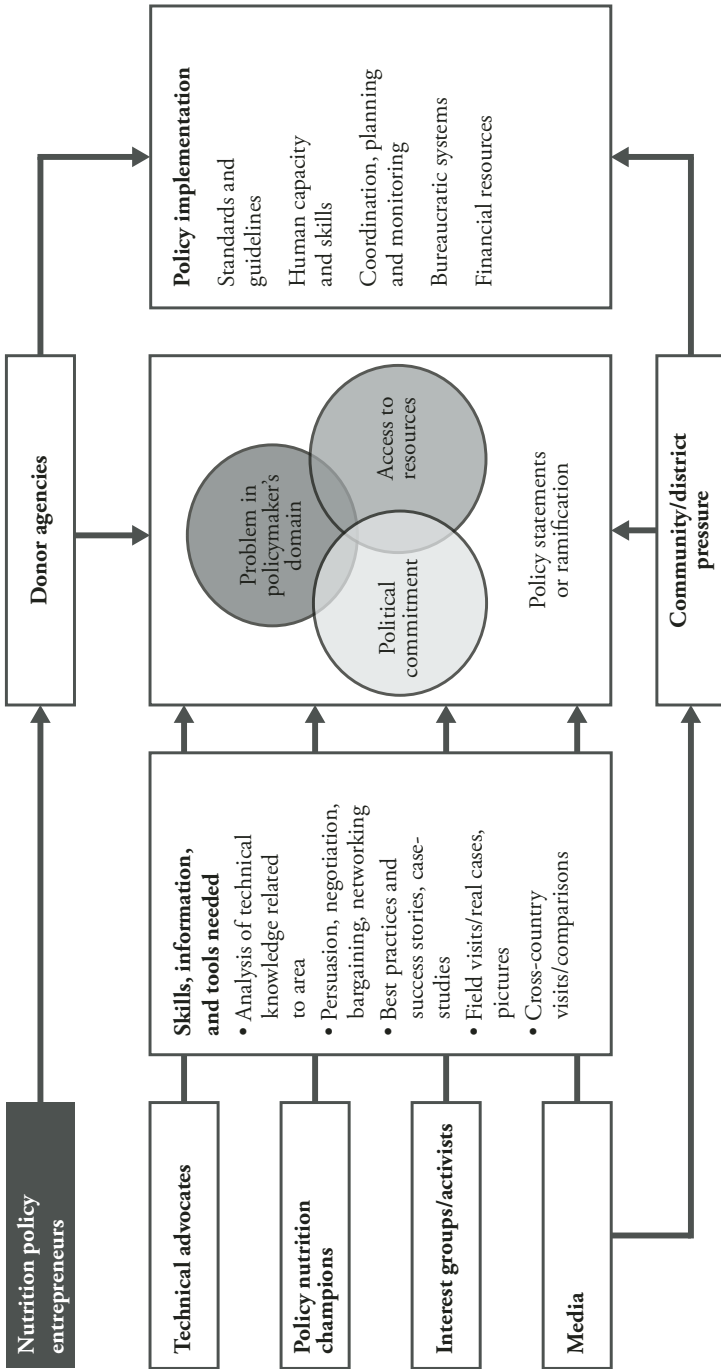 Nutrition policy
entrepreneurs
Technical advocates
Policy nutrition
champions
Interest groups/activists
Media
Skills, information,
and tools needed
• Analysis of technical
knowledge related
to area
• Persuasion, negotiation,
bargaining, networking
• Best practices and
success stories, case-
studies
• Field visits/real cases,
pictures
• Cross-country
visits/comparisons
Donor agencies
Problem in
policymaker's
domain
Political
commitment
Access to
resources
Policy statements
or ramification
Community/district
pressure
Policy implementation
Standards and
guidelines
Human capacity
and skills
Coordination, planning
and monitoring
Bureaucratic systems
Financial resources